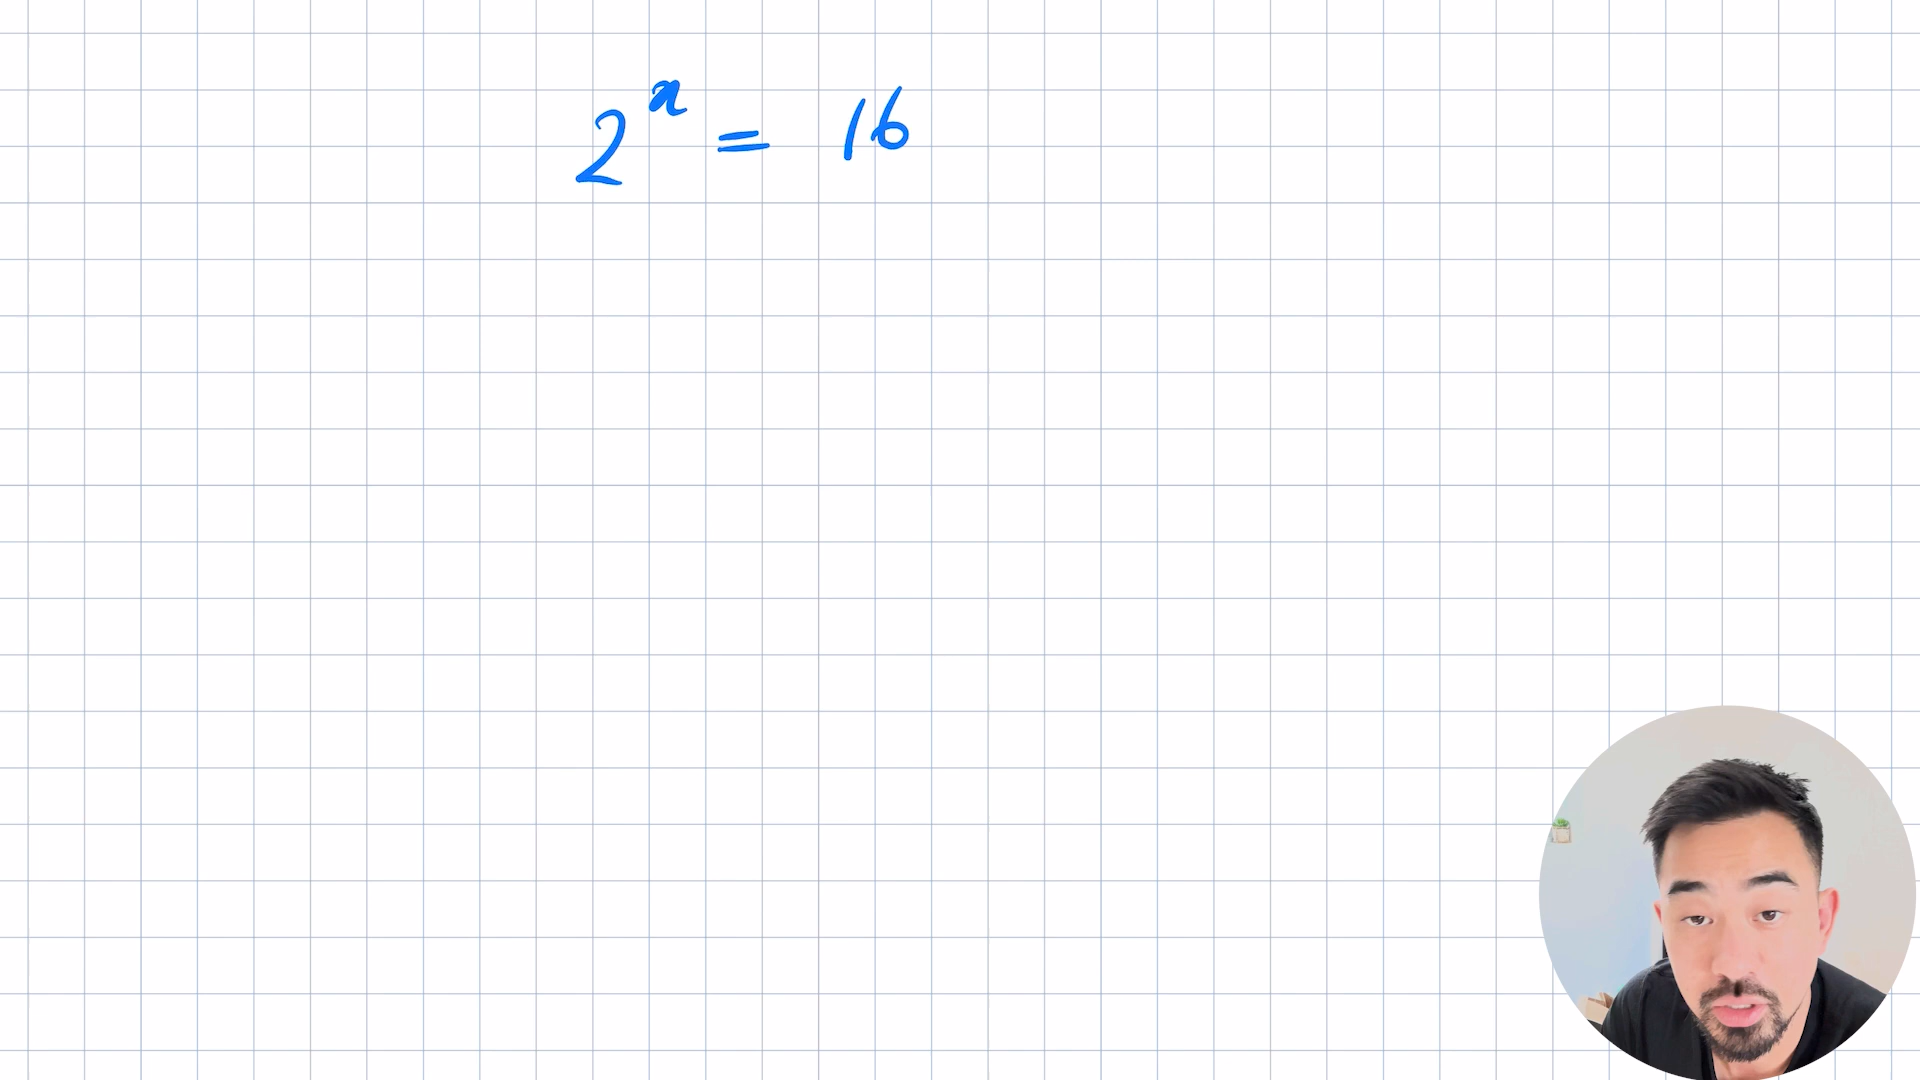 2^x = 16